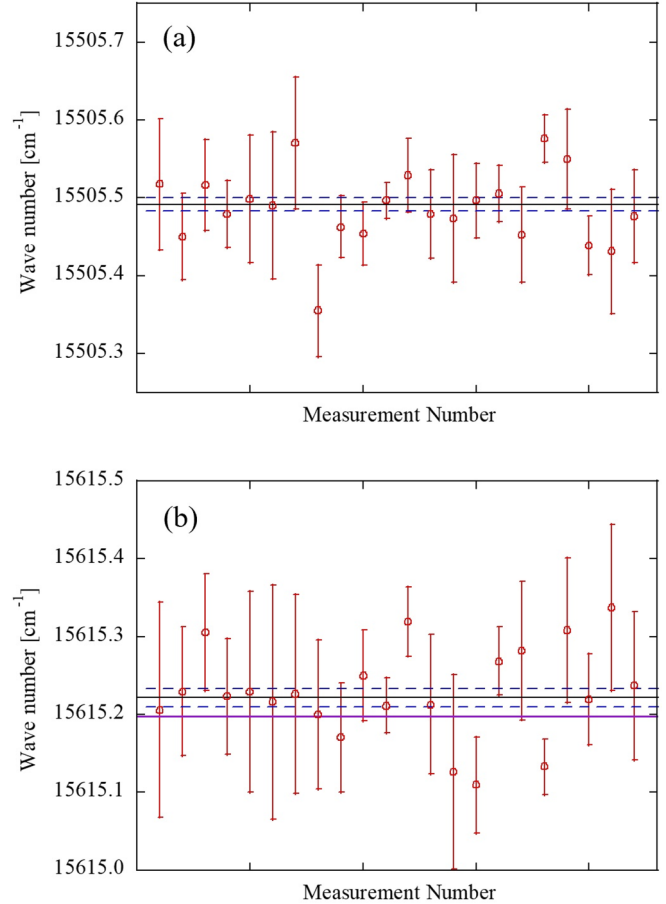 (a)
15505.7
15505.6
15505.5
15505.4
15505.3
Wave number [cm⁻¹]
Measurement Number
(b)
15615.5
15615.4
15615.3
15615.2
15615.1
15615.0
Wave number [cm⁻¹]
Measurement Number